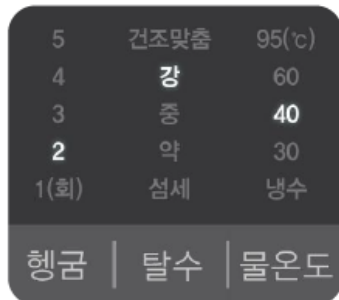 5 건조맞춤 95(℃)
4 강 60
3 중 40
2 약 30
1(회) 섬세 냉수
헹굼 탈수 물온도